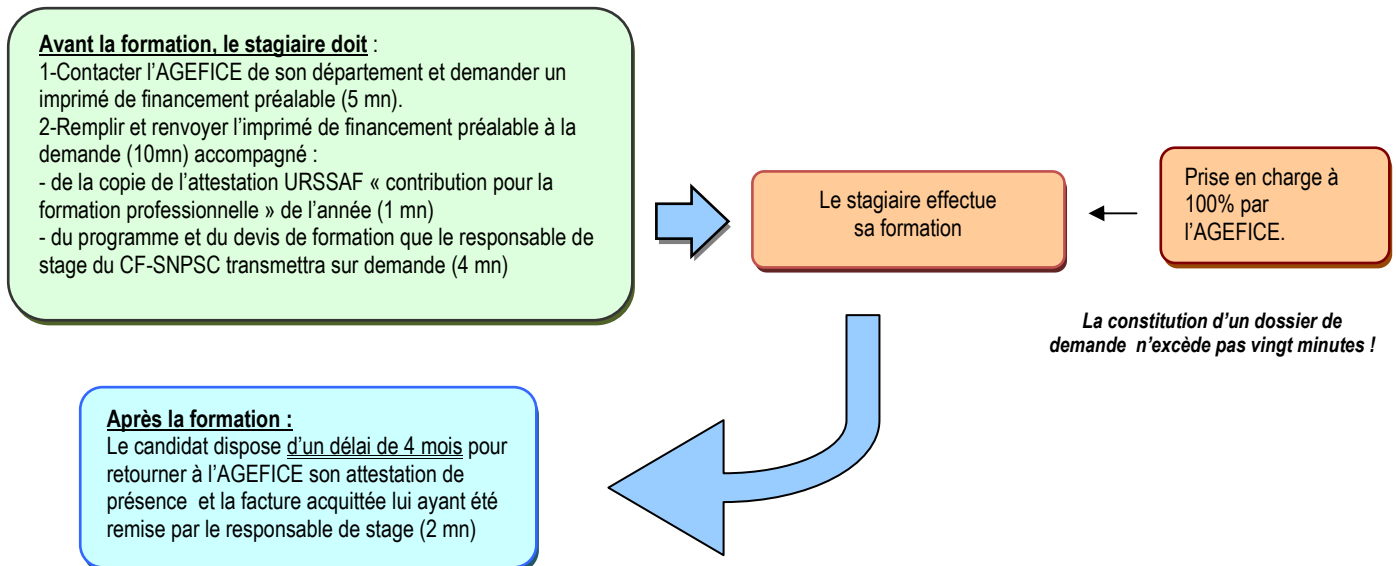 Avant la formation, le stagiaire doit :
1-Contacter l’AGEFICE de son département et demander un
imprimé de financement préalable (5 mn).
2-Remplir et renvoyer l’imprimé de financement préalable à la
demande (10mn) accompagné :
- de la copie de l’attestation URSSAF « contribution pour la
formation professionnelle » de l’année (1 mn)
- du programme et du devis de formation que le responsable de
stage du CF-SNPSC transmettra sur demande (4 mn)
Le stagiaire effectue
sa formation
Prise en charge à
100% par
l’AGEFICE.
La constitution d’un dossier de
demande n’excède pas vingt minutes !
Après la formation :
Le candidat dispose d’un délai de 4 mois pour
retourner à l’AGEFICE son attestation de
présence et la facture acquittée lui ayant été
remise par le responsable de stage (2 mn)